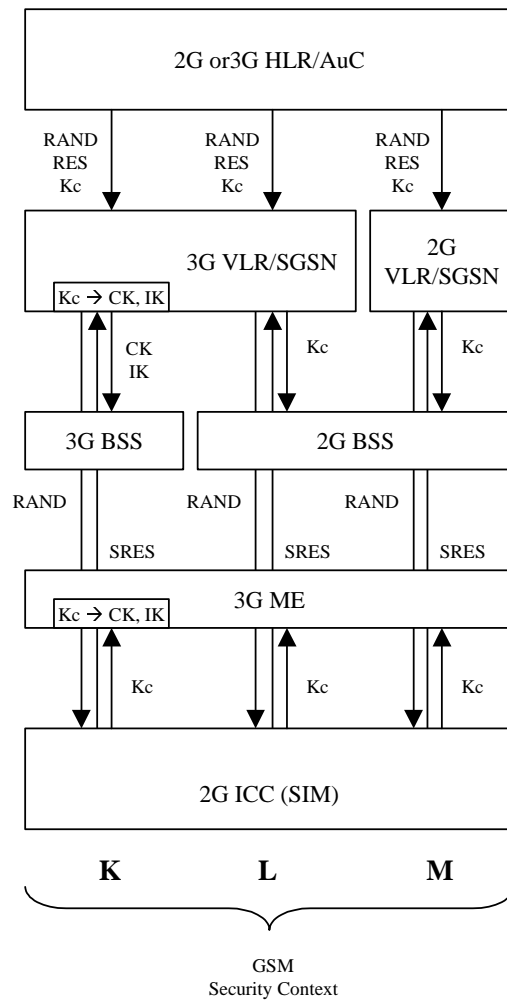 2G or3G HLR/AuC
RAND
RES
Kc
RAND
RES
Kc
RAND
RES
Kc
3G VLR/SGSN
2G
VLR/SGSN
Kc → CK, IK
CK
IK
Kc
Kc
3G BSS
2G BSS
RAND
RAND
RAND
SRES
SRES
SRES
3G ME
Kc → CK, IK
Kc
Kc
Kc
2G ICC (SIM)
K
L
M
GSM
Security Context